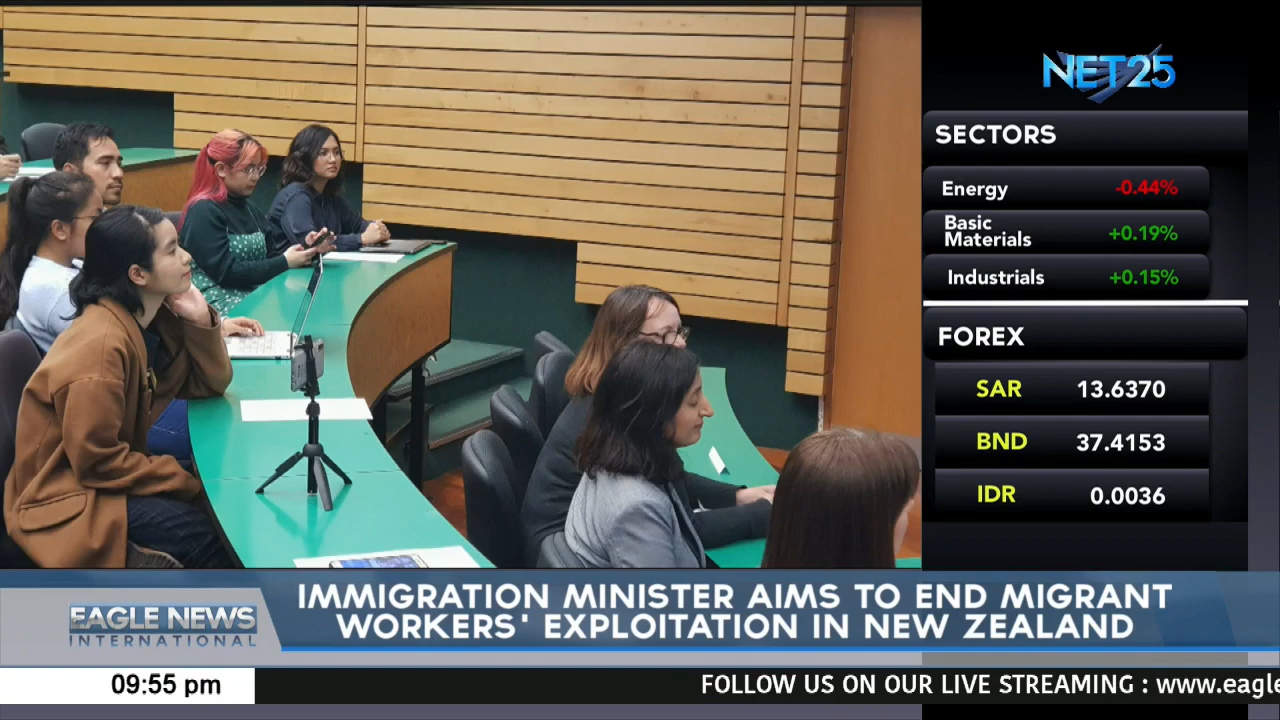 NET25
SECTORS
Energy -0.44%
Basic
Materials +0.19%
Industrials +0.15%
FOREX
SAR 13.6370
BND 37.4153
IDR 0.0036
IMMIGRATION MINISTER AIMS TO END MIGRANT
WORKERS' EXPLOITATION IN NEW ZEALAND
EAGLE NEWS
INTERNATIONAL
09:55 pm
FOLLOW US ON OUR LIVE STREAMING : www.eagle